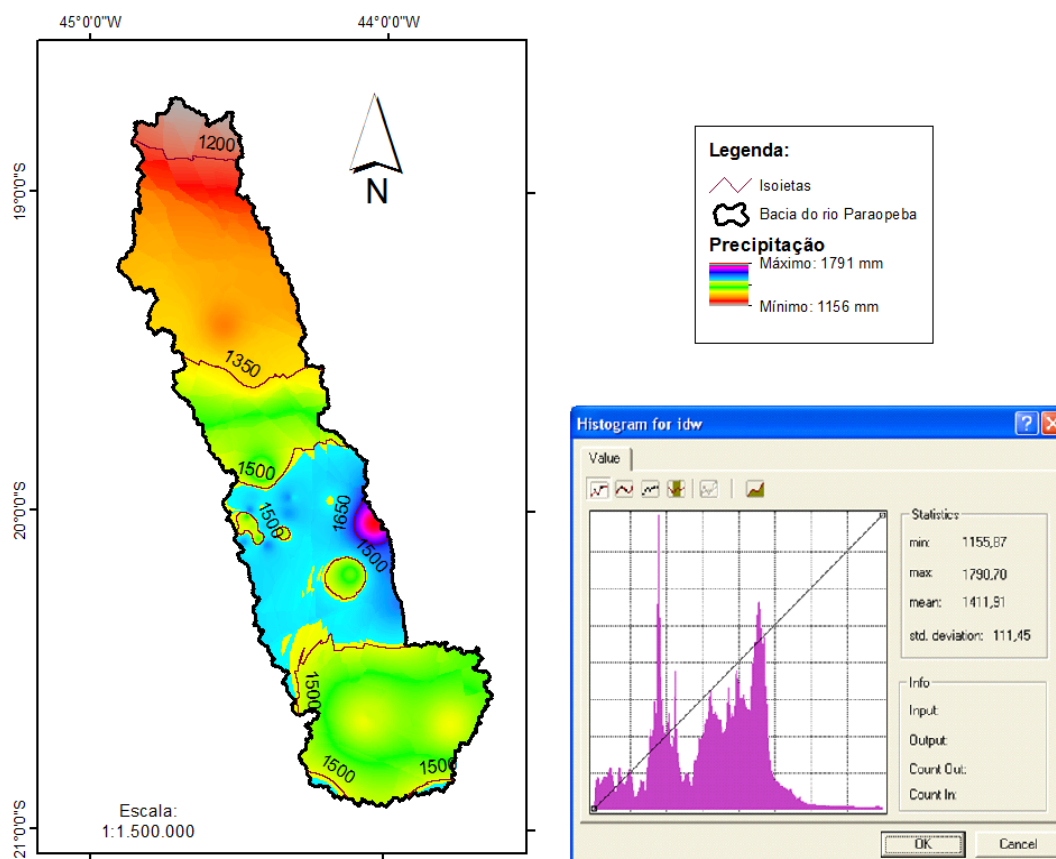 45°0'0"W
44°0'0"W
19°0'0"S
20°0'0"S
21°0'0"S
1200
1350
1500
1500
1650
1500
1500
1500
1500
N
Escala:
1:1.500.000
Legenda:
Isoietas
Bacia do rio Paraopeba
Precipitação
Máximo: 1791 mm
Mínimo: 1156 mm
Histogram for idw
Value
Statistics
min: 1155,87
max: 1790,70
mean: 1411,91
std. deviation: 111,45
Info
Input:
Output:
Count Out:
Count In:
OK
Cancel